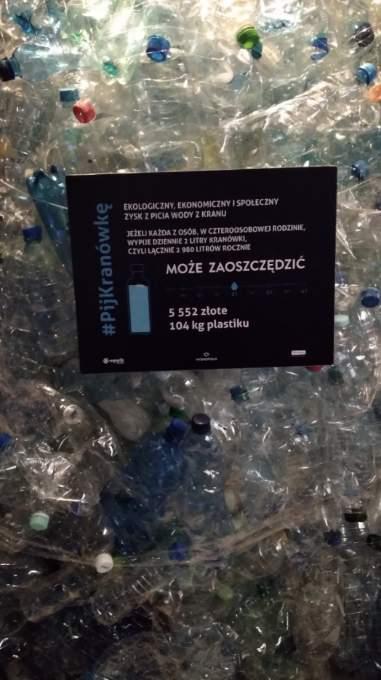 #PijKranówkę
EKOLOGICZNY, EKONOMICZNY I SPOŁECZNY
ZYSK Z PICIA WODY Z KRANU
JEŻELI KAŻDA Z OSÓB, W CZTEROOSOBOWEJ RODZINIE,
WYPIJE DZIENNIE 2 LITRY KRANÓWKI,
CZYLI ŁĄCZNIE 2 980 LITRÓW ROCZNIE
MOŻE ZAOSZCZĘDZIĆ
5 552 złote
104 kg plastiku